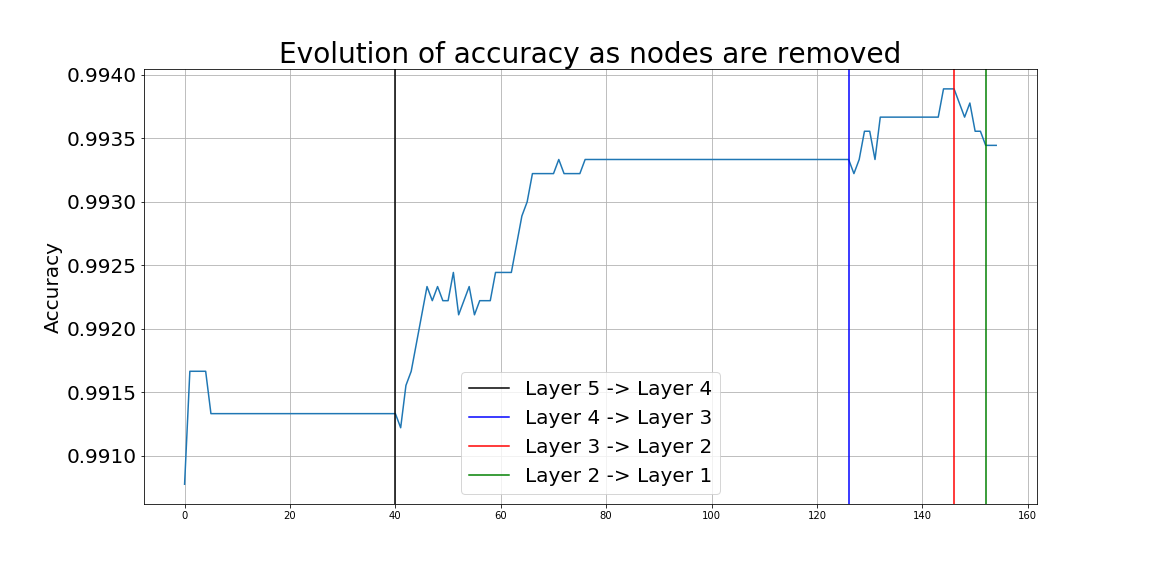 Evolution of accuracy as nodes are removed
0.9940
0.9935
0.9930
0.9925
0.9920
0.9915
0.9910
Accuracy
Layer 5 -> Layer 4
Layer 4 -> Layer 3
Layer 3 -> Layer 2
Layer 2 -> Layer 1
0 20 40 60 80 100 120 140 160